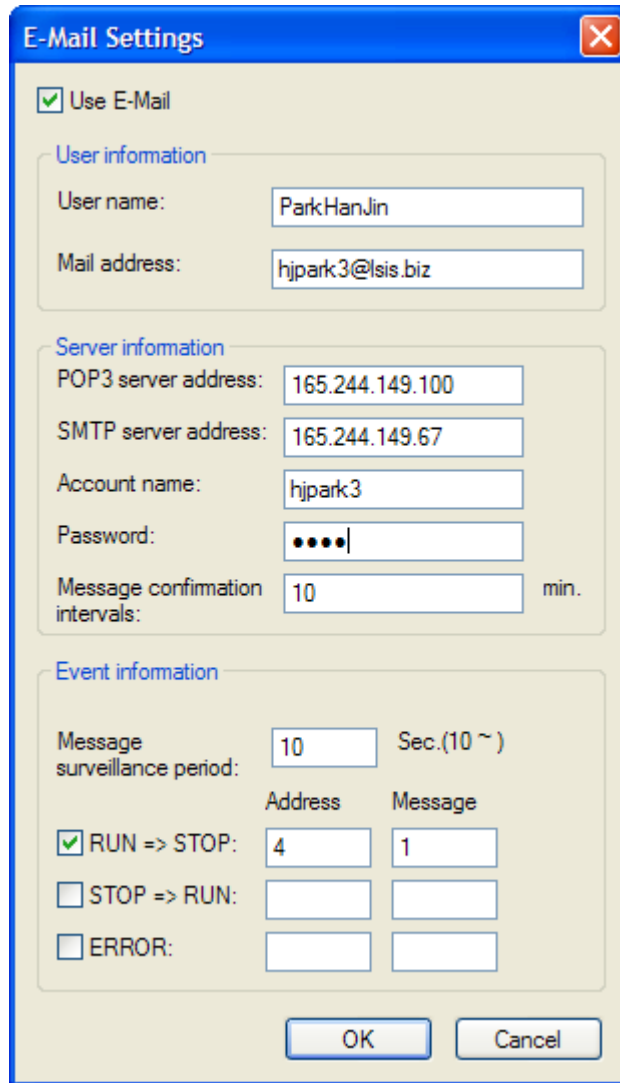 E-Mail Settings
Use E-Mail
User information
User name: ParkHanJin
Mail address: hjpark3@lsis.biz
Server information
POP3 server address: 165.244.149.100
SMTP server address: 165.244.149.67
Account name: hjpark3
Password: ●●●●
Message confirmation intervals: 10 min.
Event information
Message surveillance period: 10 Sec.(10 ~ )
Address Message
RUN => STOP: 4 1
STOP => RUN:
ERROR:
OK Cancel